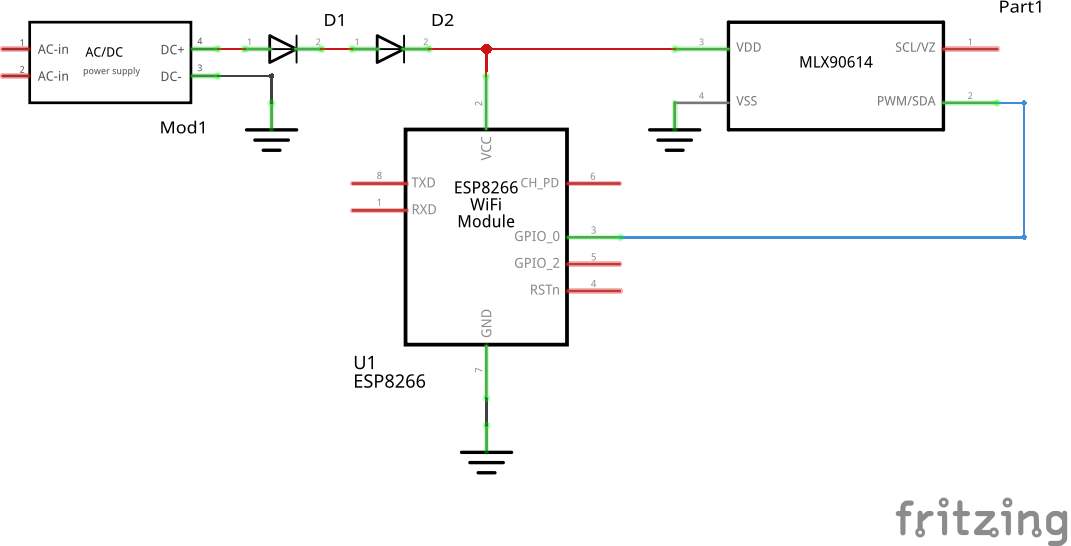 D1
D2
Part1
1
AC-in
AC/DC
DC+
4
1
2
1
2
3
VDD
SCL/VZ
1
MLX90614
2
AC-in
power supply
DC-
3
4
VSS
PWM/SDA
2
Mod1
2
VCC
8
TXD
ESP8266
CH_PD
6
WiFi
1
RXD
Module
GPIO_0
3
GPIO_2
5
RSTn
4
GND
7
U1
ESP8266
fritzing